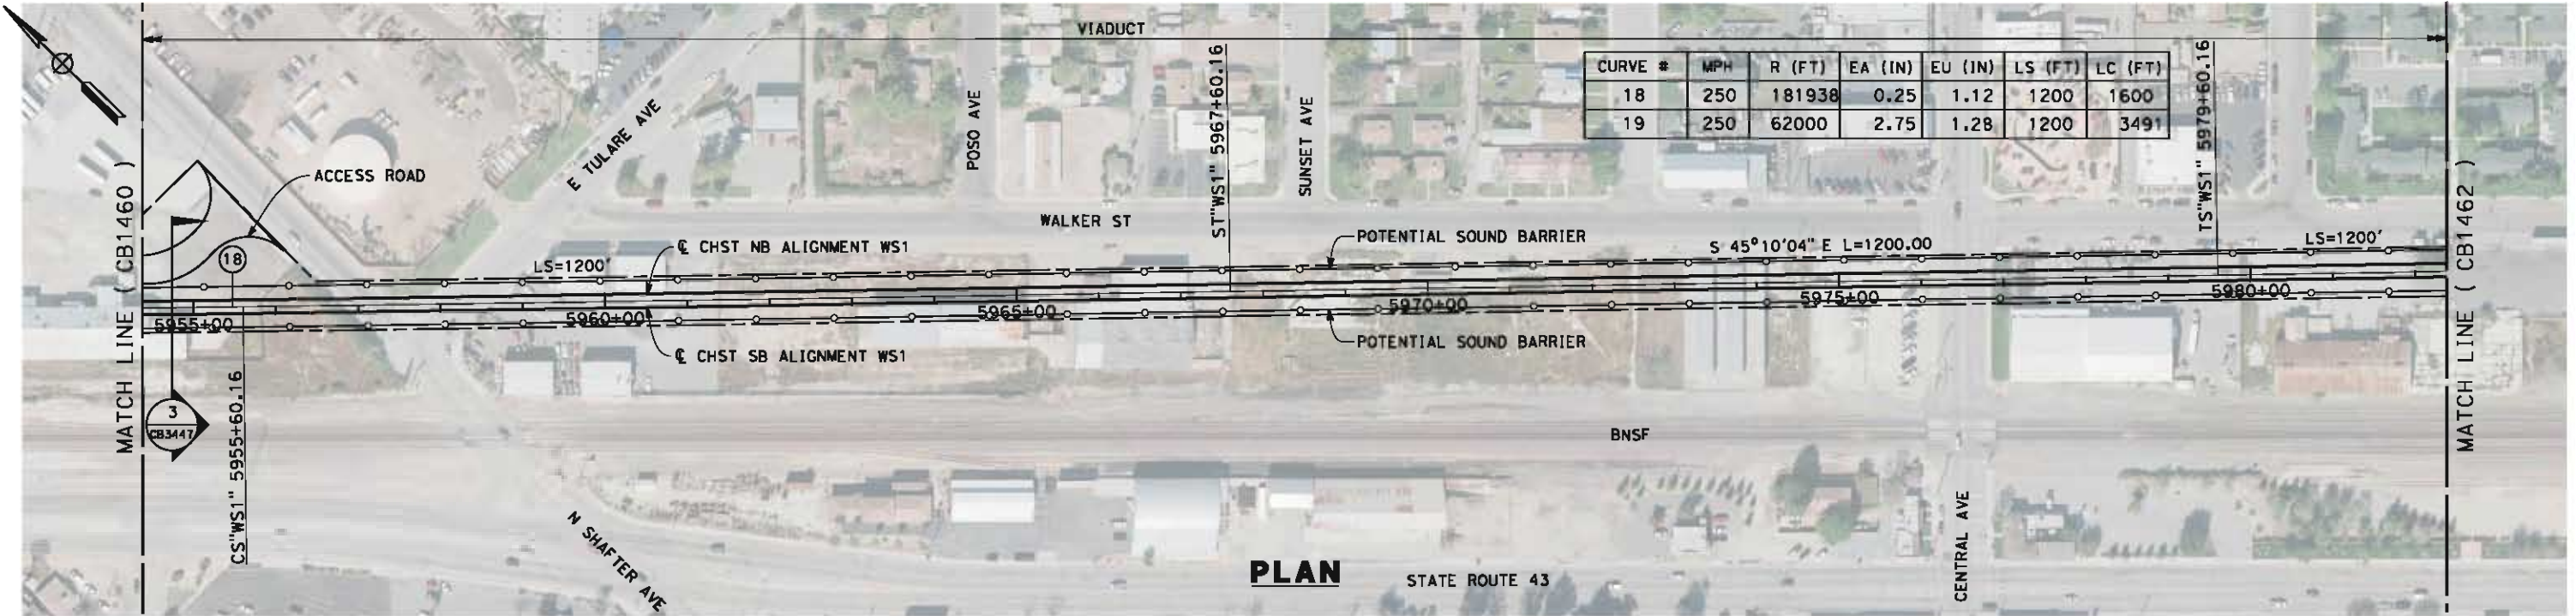 VIADUCT
CURVE # MPH R (FT) EA (IN) EU (IN) LS (FT) LC (FT)
18 250 181938 0.25 1.12 1200 1600
19 250 62000 2.75 1.28 1200 3491
E TULARE AVE
POSO AVE
ST"WS1" 5967+60.16
SUNSET AVE
TS"WS1" 5979+60.16
MATCH LINE ( CB1460 )
ACCESS ROAD
WALKER ST
18
LS=1200'
℄ CHST NB ALIGNMENT WS1
POTENTIAL SOUND BARRIER
S 45°10'04" E L=1200.00
LS=1200'
MATCH LINE ( CB1462 )
5955+00
5960+00
5965+00
5970+00
5975+00
5980+00
℄ CHST SB ALIGNMENT WS1
POTENTIAL SOUND BARRIER
3
CB3447
CS"WS1" 5955+60.16
BNSF
N SHAFTER AVE
CENTRAL AVE
PLAN
STATE ROUTE 43